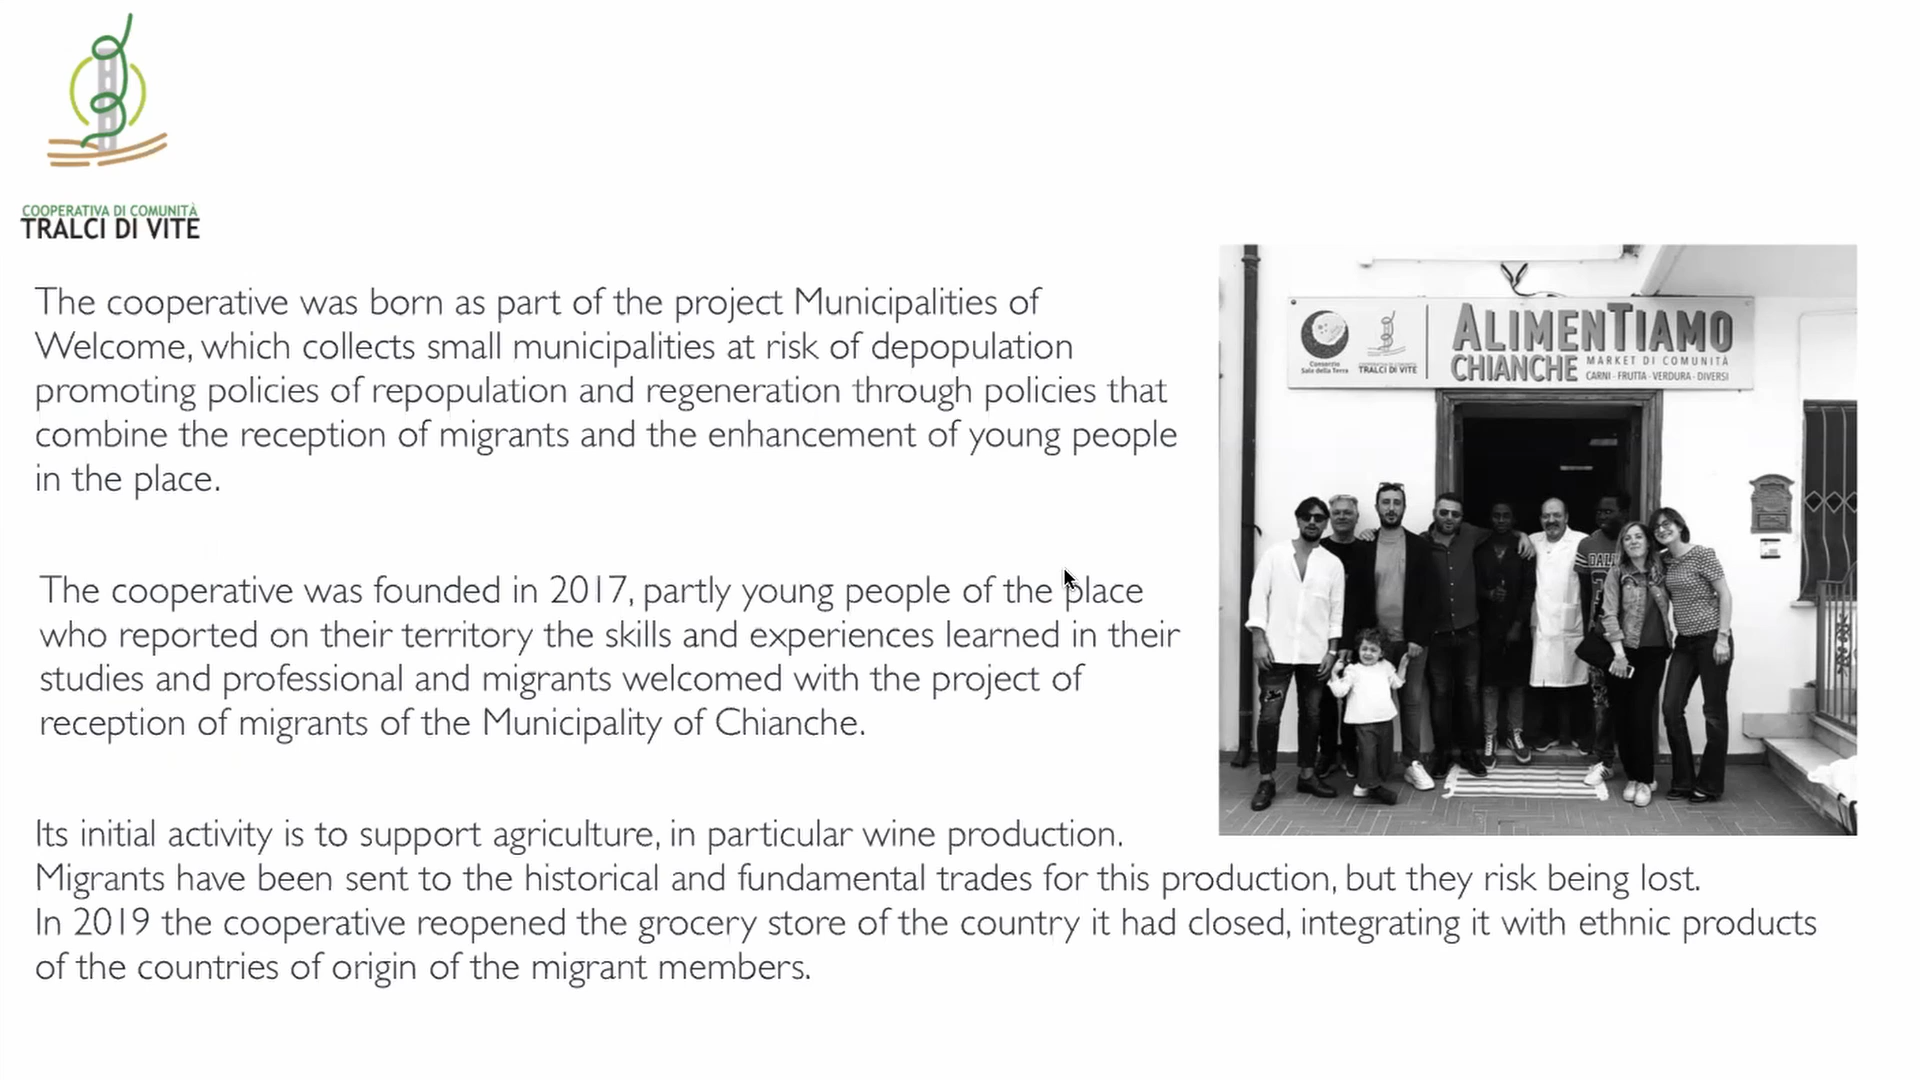 COOPERATIVA DI COMUNITÀ
TRALCI DI VITE
The cooperative was born as part of the project Municipalities of
Welcome, which collects small municipalities at risk of depopulation
promoting policies of repopulation and regeneration through policies that
combine the reception of migrants and the enhancement of young people
in the place.
The cooperative was founded in 2017, partly young people of the place
who reported on their territory the skills and experiences learned in their
studies and professional and migrants welcomed with the project of
reception of migrants of the Municipality of Chianche.
Its initial activity is to support agriculture, in particular wine production.
Migrants have been sent to the historical and fundamental trades for this production, but they risk being lost.
In 2019 the cooperative reopened the grocery store of the country it had closed, integrating it with ethnic products
of the countries of origin of the migrant members.
Consorzio
Sale della Terra
COOPERATIVA DI COMUNITÀ
TRALCI DI VITE
ALIMENTIAMO
CHIANCHE MARKET DI COMUNITÀ
CARNI · FRUTTA · VERDURA · DIVERSI